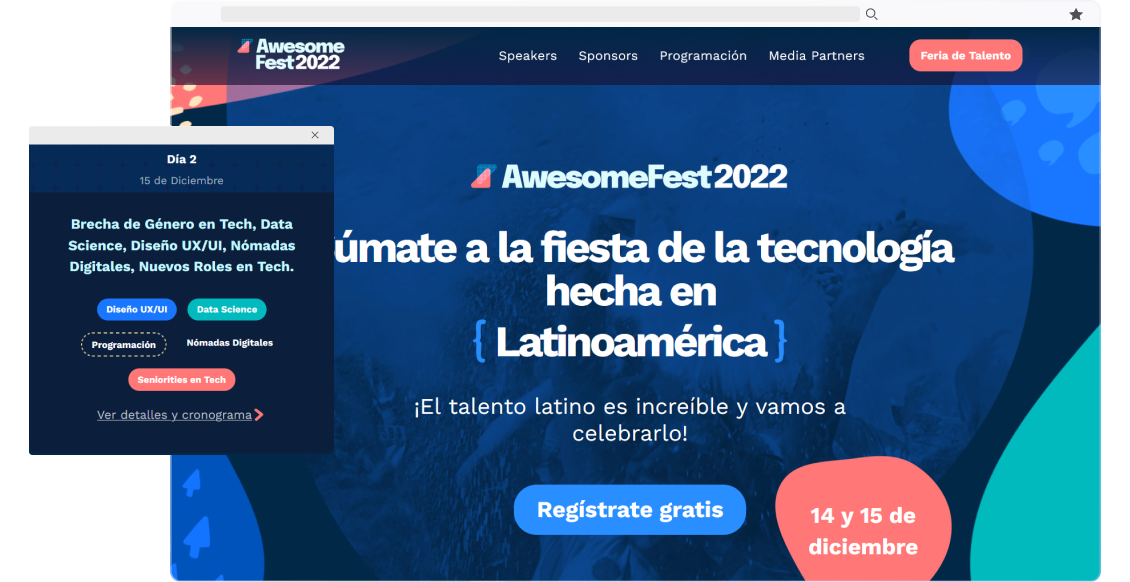 Awesome
Fest2022
Speakers
Sponsors
Programación
Media Partners
Feria de Talento
Día 2
15 de Diciembre
Brecha de Género en Tech, Data
Science, Diseño UX/UI, Nómadas
Digitales, Nuevos Roles en Tech.
Diseño UX/UI
Data Science
Programación
Nómadas Digitales
Seniorities en Tech
Ver detalles y cronograma
AwesomeFest2022
úmate a la fiesta de la tecnología
hecha en
{ Latinoamérica }
¡El talento latino es increíble y vamos a
celebrarlo!
Regístrate gratis
14 y 15 de
diciembre